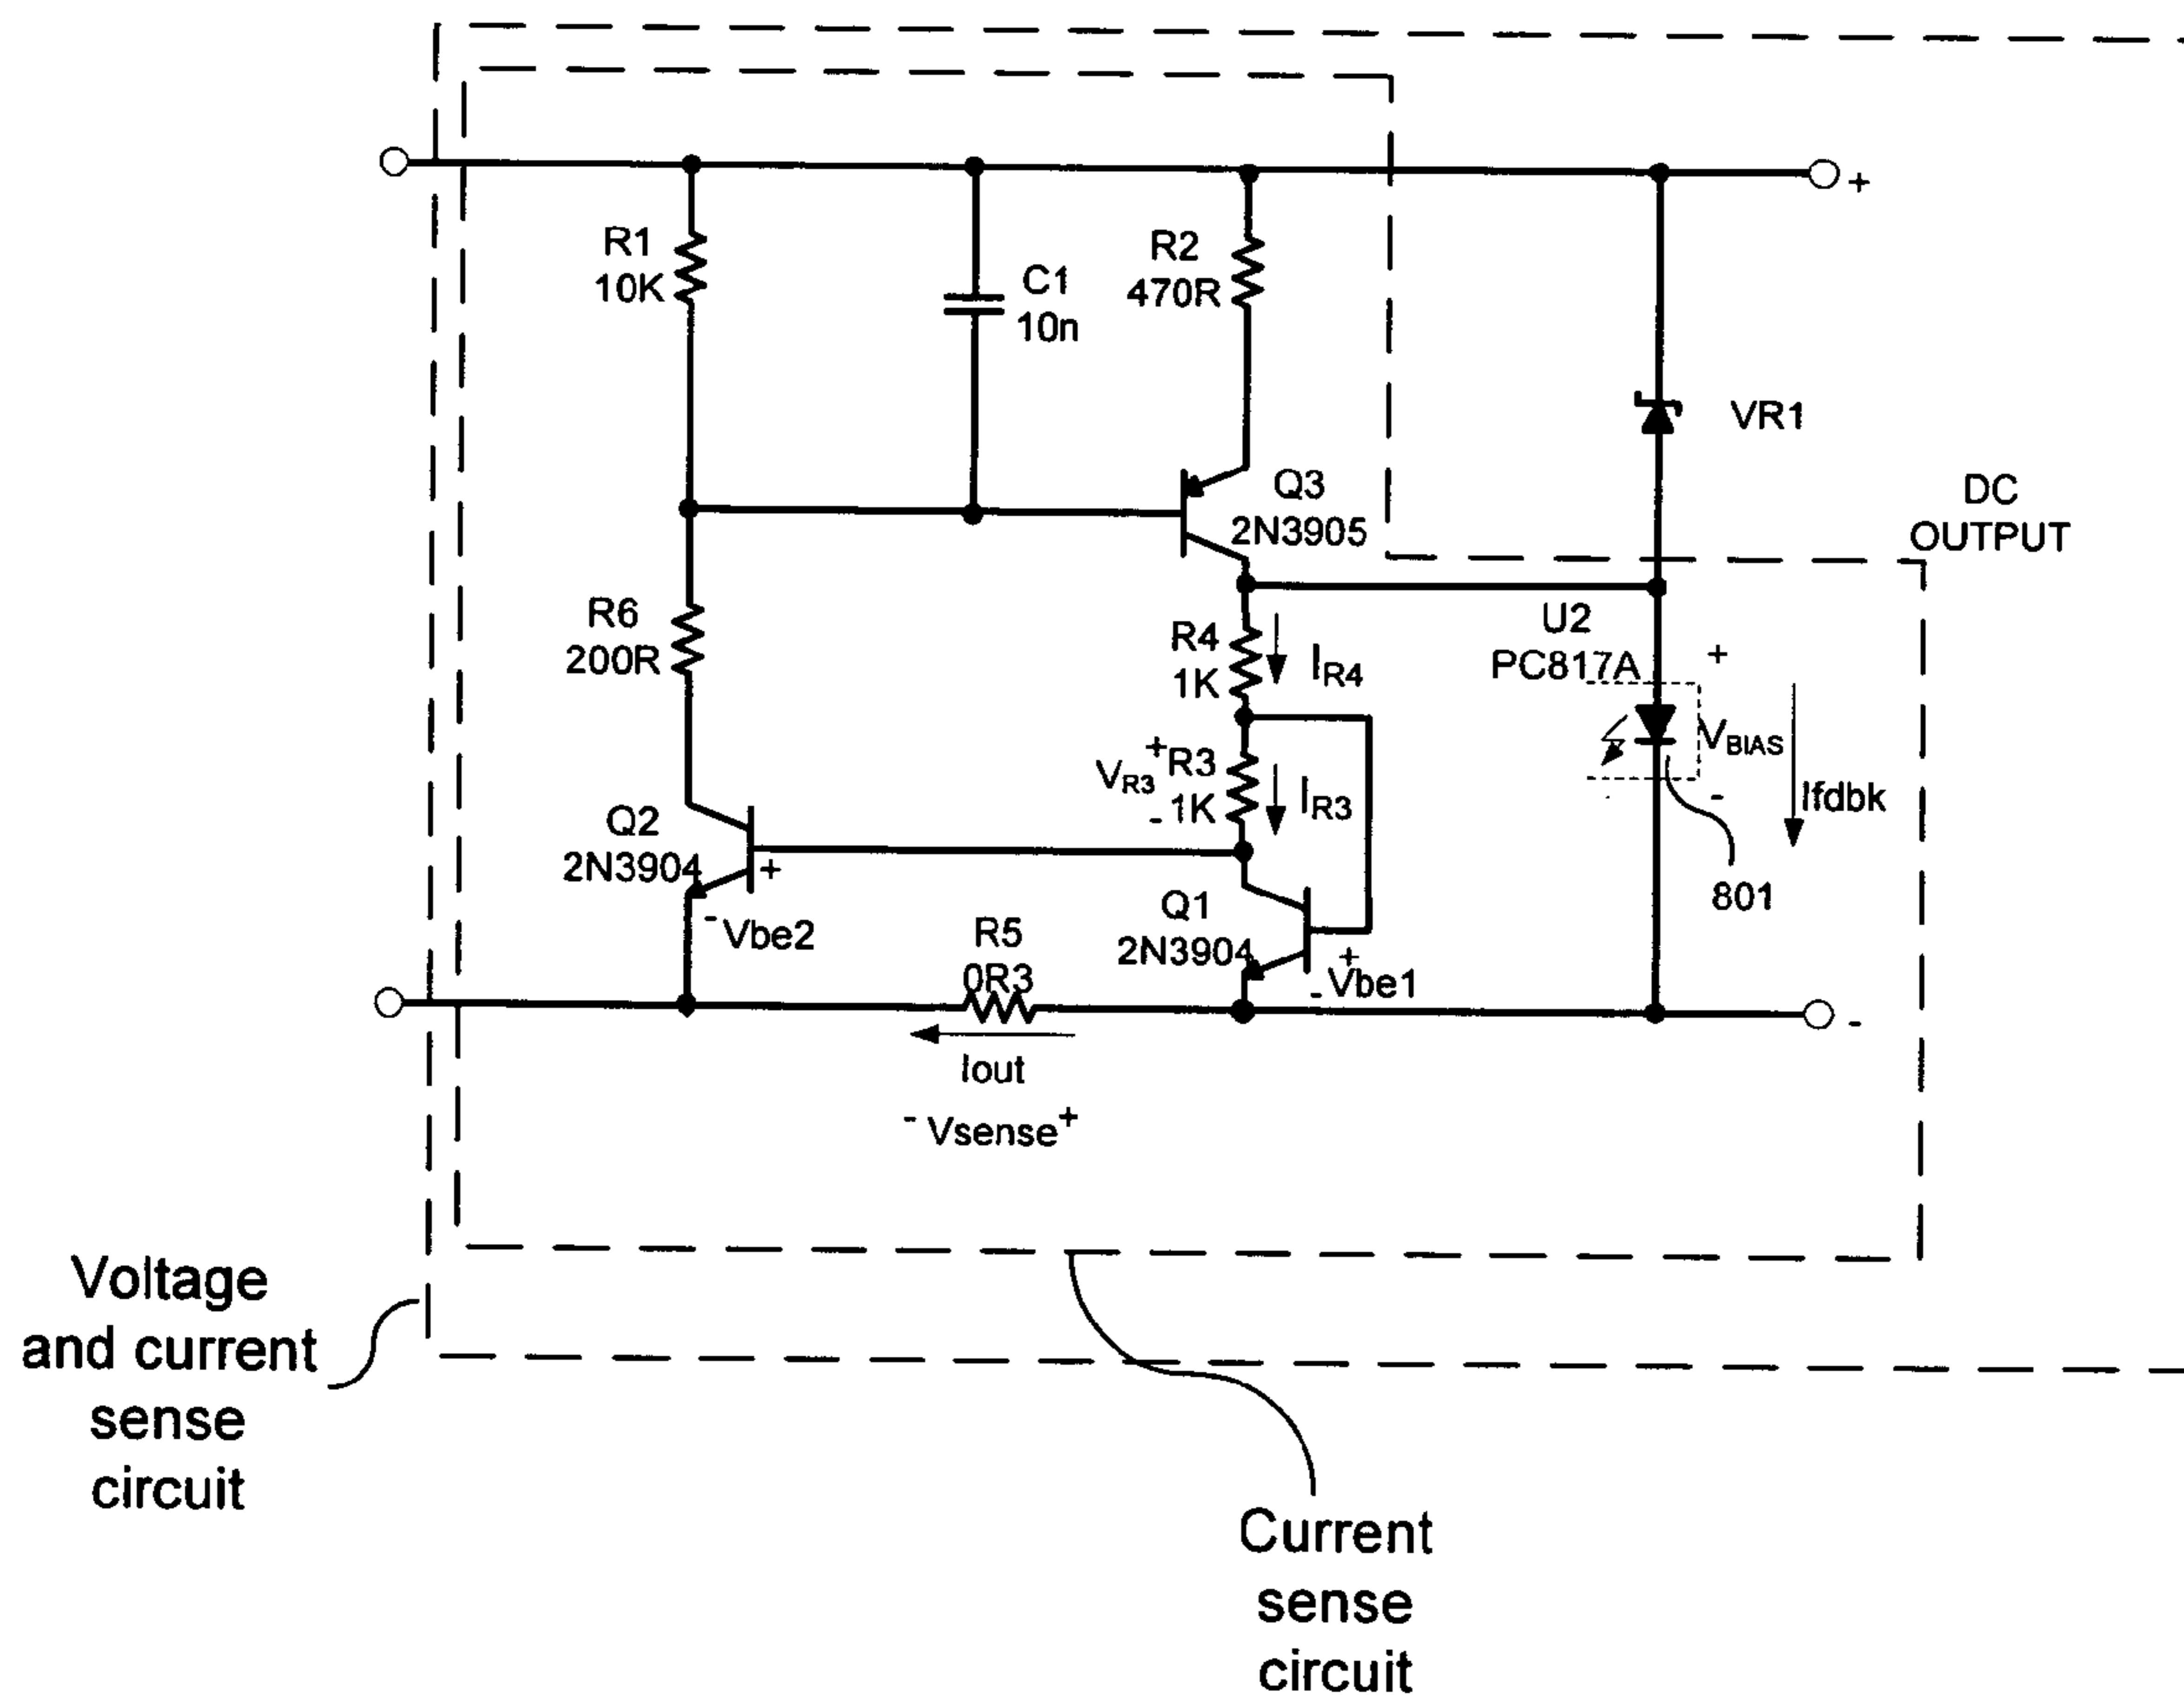 +
R1
10K
C1
10n
R2
470R
VR1
Q3
2N3905
DC
OUTPUT
R6
200R
R4
1K
IR4
U2
PC817A
+
VBIAS
-
Ifdbk
801
VR3
+
R3
-
1K
IR3
Q2
2N3904
+
-
Vbe2
R5
0R3
Q1
2N3904
+
-
Vbe1
-
Iout
- Vsense +
Voltage
and current
sense
circuit
Current
sense
circuit